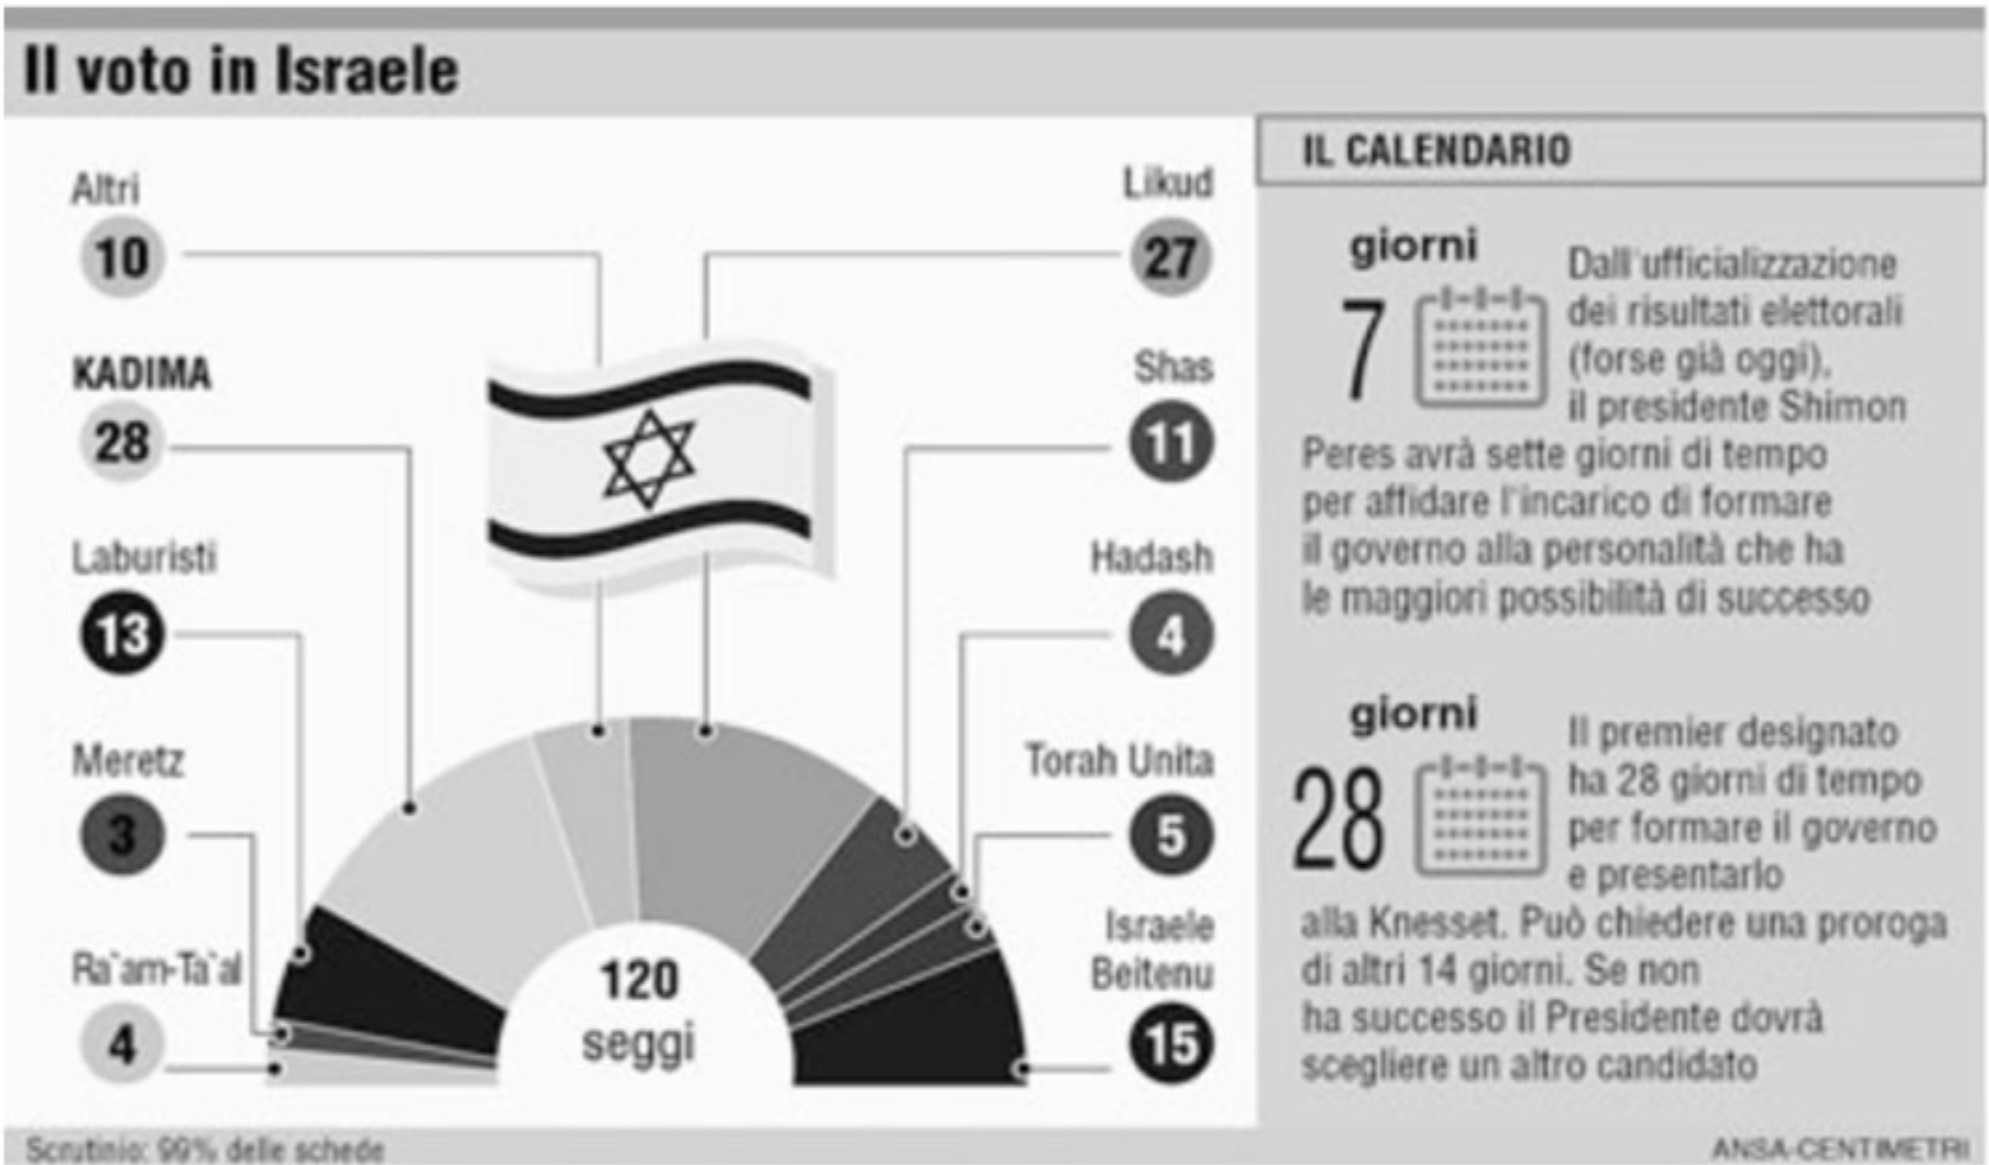 Il voto in Israele
Altri
10
KADIMA
28
Laburisti
13
Meretz
3
Ra`am-Ta`al
4
Likud
27
Shas
11
Hadash
4
Torah Unita
5
Israele
Beitenu
15
120
seggi
IL CALENDARIO
giorni
7
Dall'ufficializzazione
dei risultati elettorali
(forse già oggi),
il presidente Shimon
Peres avrà sette giorni di tempo
per affidare l'incarico di formare
il governo alla personalità che ha
le maggiori possibilità di successo
giorni
28
Il premier designato
ha 28 giorni di tempo
per formare il governo
e presentarlo
alla Knesset. Può chiedere una proroga
di altri 14 giorni. Se non
ha successo il Presidente dovrà
scegliere un altro candidato
Scrutinio: 99% delle schede
ANSA-CENTIMETRI